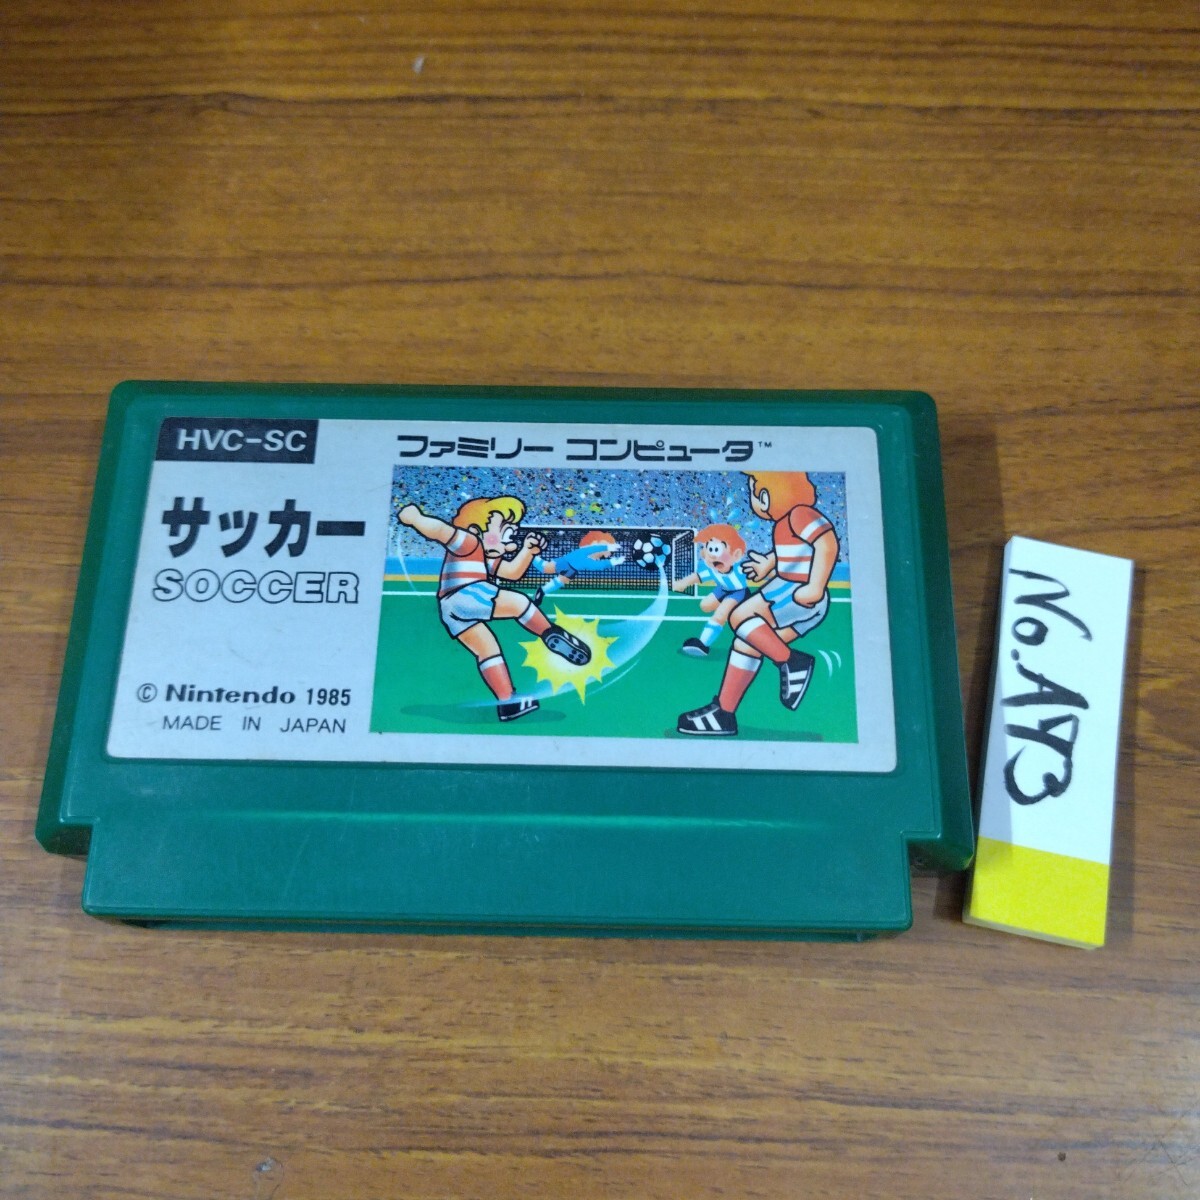 HVC-SC
ファミリー コンピュータ™
サッカー
SOCCER
© Nintendo 1985
MADE IN JAPAN
No.A93